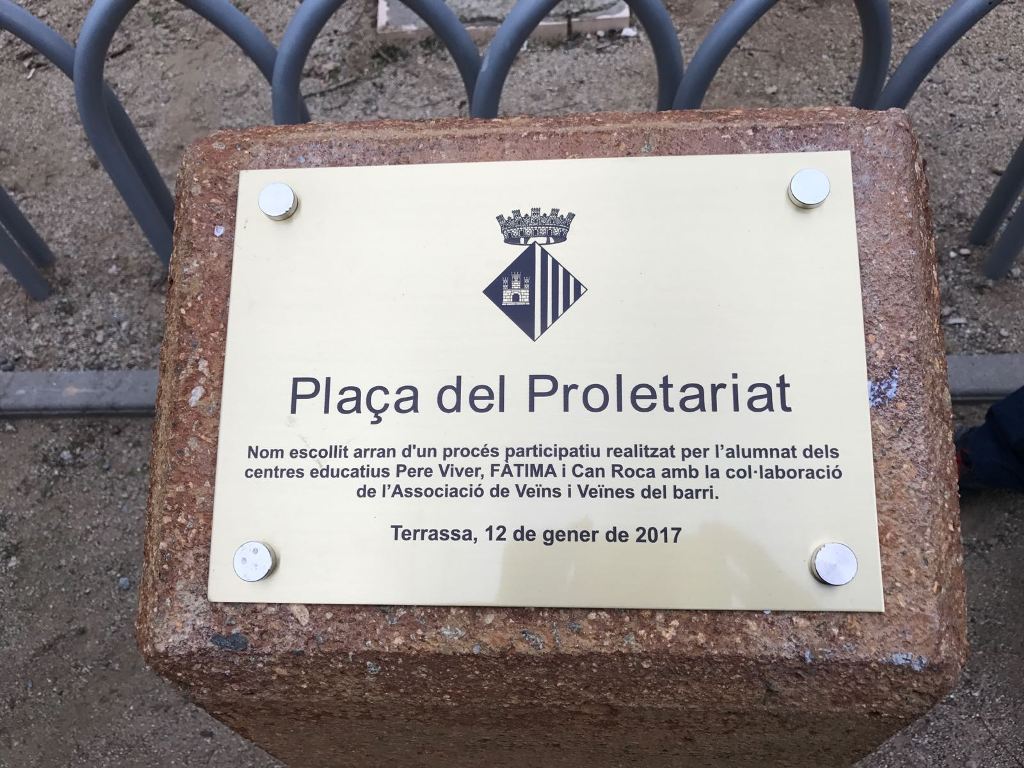 Plaça del Proletariat
Nom escollit arran d'un procés participatiu realitzat per l'alumnat dels
centres educatius Pere Viver, FÀTIMA i Can Roca amb la col·laboració
de l'Associació de Veïns i Veïnes del barri.
Terrassa, 12 de gener de 2017